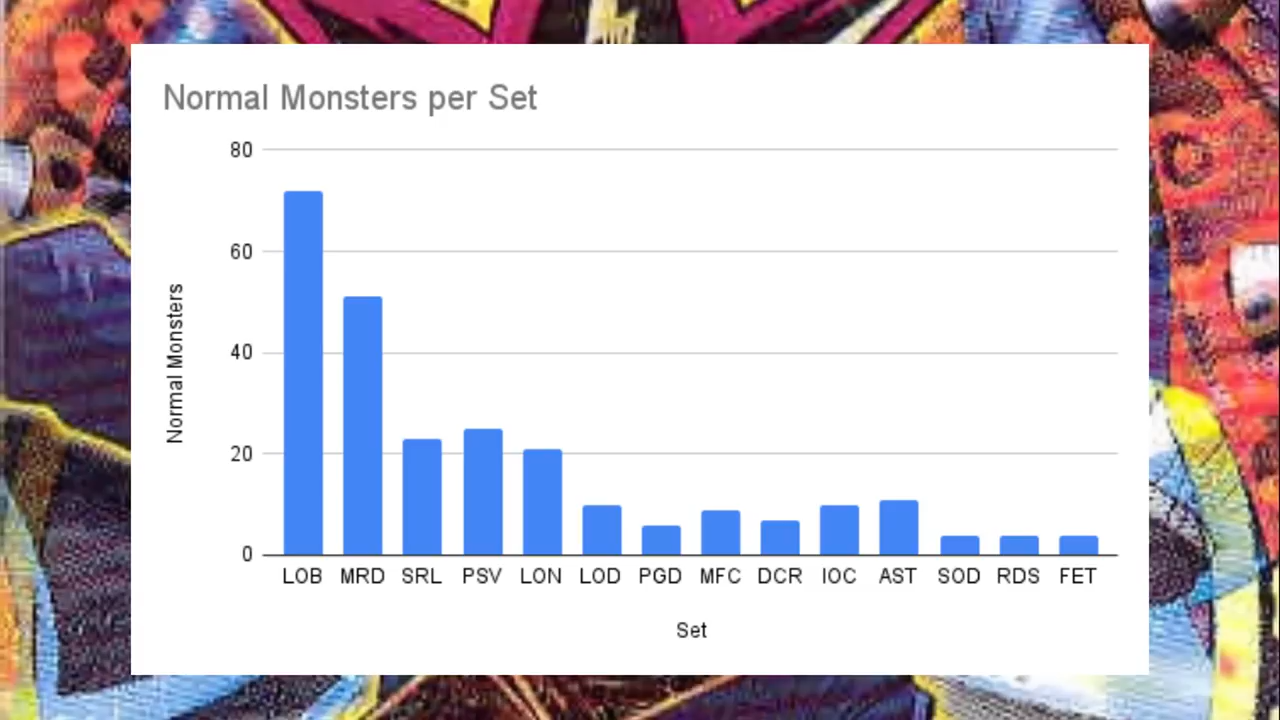 Normal Monsters per Set
80
60
40
20
0
Normal Monsters
LOB MRD SRL PSV LON LOD PGD MFC DCR IOC AST SOD RDS FET
Set